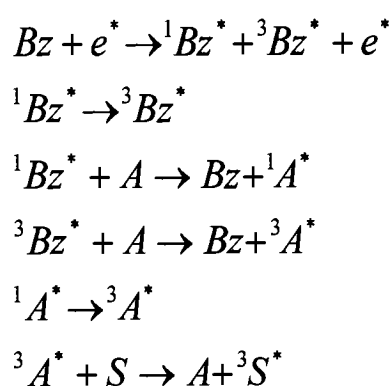 Bz + e* → ¹Bz* + ³Bz* + e*
¹Bz* → ³Bz*
¹Bz* + A → Bz + ¹A*
³Bz* + A → Bz + ³A*
¹A* → ³A*
³A* + S → A + ³S*